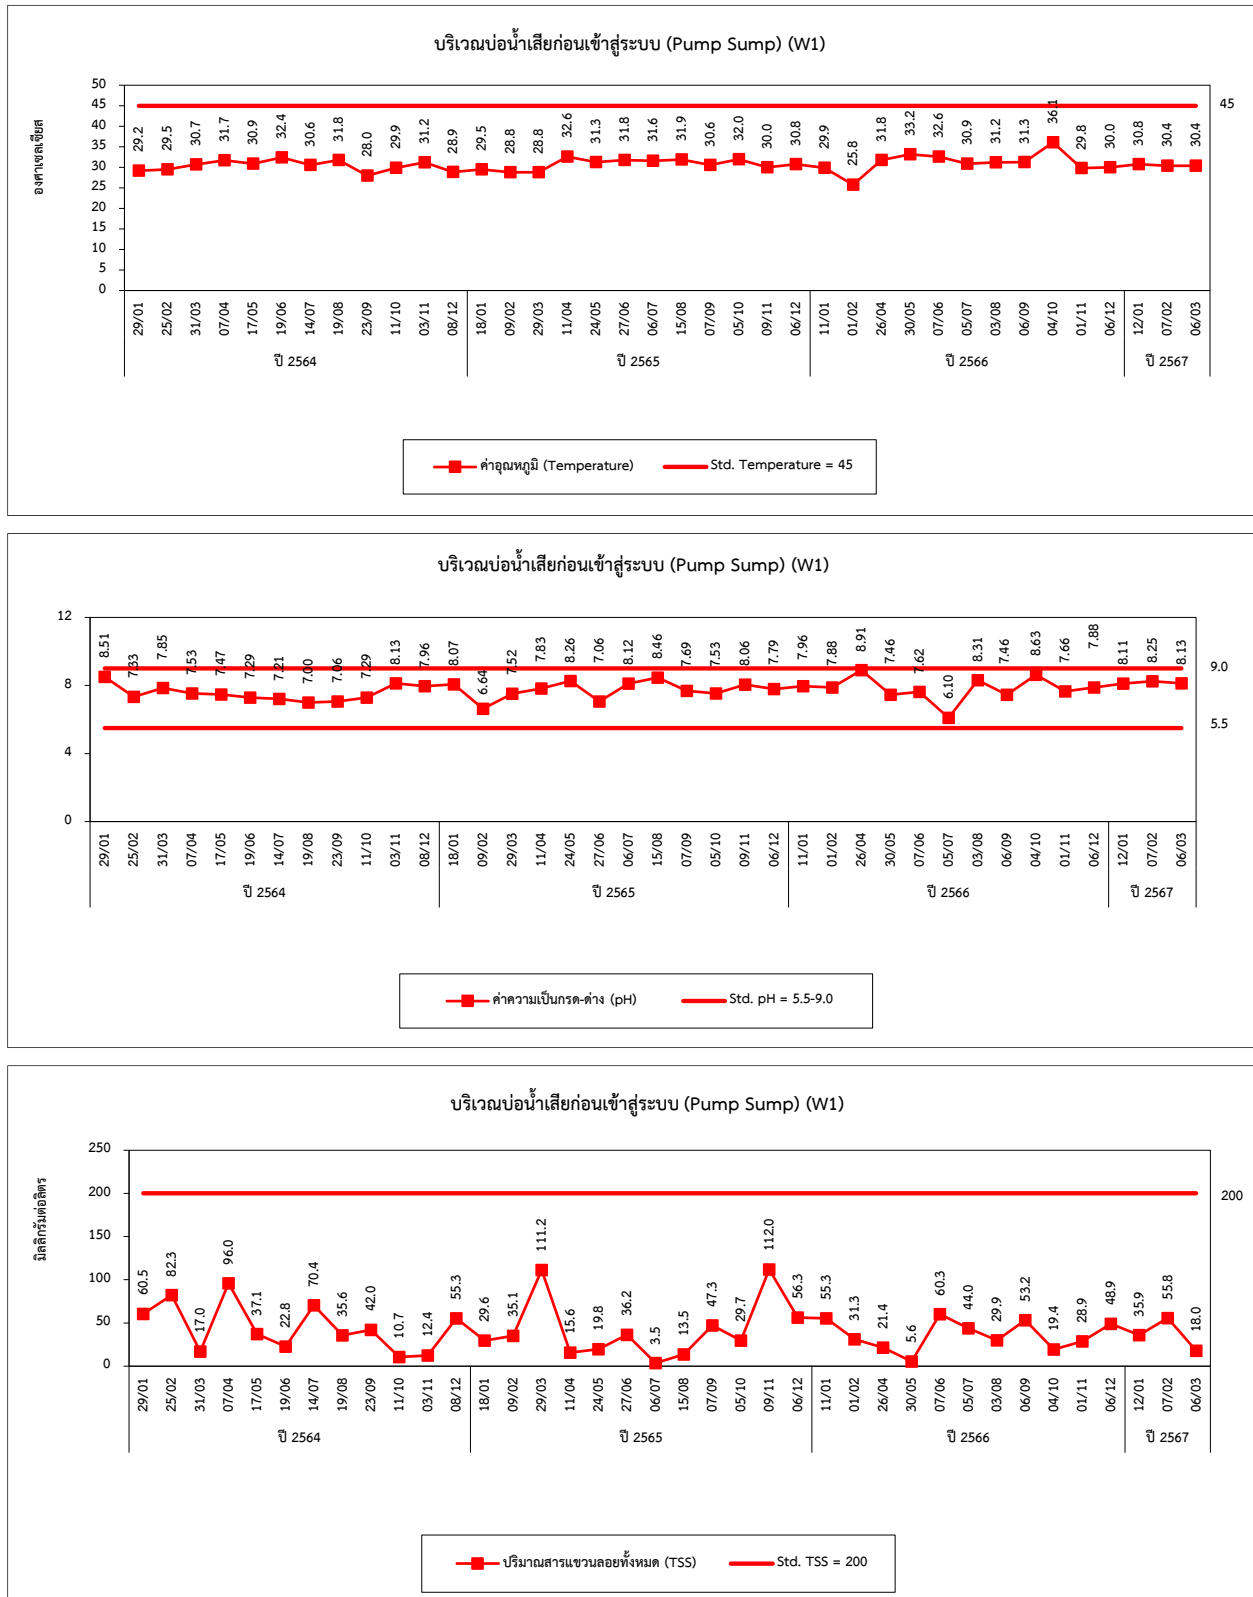 บริเวณบ่อน้ำเสียก่อนเข้าสู่ระบบ (Pump Sump) (W1)
องศาเซลเซียส
50
45
40
35
30
25
20
15
10
5
0
29.2 29.5 30.7 31.7 30.9 32.4 30.6 31.8 28.0 29.9 31.2 28.9 29.5 28.8 28.8 32.6 31.3 31.8 31.6 31.9 30.6 32.0 30.0 30.8 29.9 25.8 31.8 33.2 32.6 30.9 31.2 31.3 36.1 29.8 30.0 30.8 30.4 30.4
45
29/01 25/02 31/03 07/04 17/05 19/06 14/07 19/08 23/09 11/10 03/11 08/12 18/01 09/02 29/03 11/04 24/05 27/06 06/07 15/08 07/09 05/10 09/11 06/12 11/01 01/02 26/04 30/05 07/06 05/07 03/08 06/09 04/10 01/11 06/12 12/01 07/02 06/03
ปี 2564 ปี 2565 ปี 2566 ปี 2567
ค่าอุณหภูมิ (Temperature) Std. Temperature = 45
บริเวณบ่อน้ำเสียก่อนเข้าสู่ระบบ (Pump Sump) (W1)
12
8
4
0
8.51 7.33 7.85 7.53 7.47 7.29 7.21 7.00 7.06 7.29 8.13 7.96 8.07 6.64 7.52 7.83 8.26 7.06 8.12 8.46 7.69 7.53 8.06 7.79 7.96 7.88 8.91 7.46 7.62 6.10 8.31 7.46 8.63 7.66 7.88 8.11 8.25 8.13
9.0
5.5
29/01 25/02 31/03 07/04 17/05 19/06 14/07 19/08 23/09 11/10 03/11 08/12 18/01 09/02 29/03 11/04 24/05 27/06 06/07 15/08 07/09 05/10 09/11 06/12 11/01 01/02 26/04 30/05 07/06 05/07 03/08 06/09 04/10 01/11 06/12 12/01 07/02 06/03
ปี 2564 ปี 2565 ปี 2566 ปี 2567
ค่าความเป็นกรด-ด่าง (pH) Std. pH = 5.5-9.0
บริเวณบ่อน้ำเสียก่อนเข้าสู่ระบบ (Pump Sump) (W1)
มิลลิกรัมต่อลิตร
250
200
150
100
50
0
60.5 82.3 17.0 96.0 37.1 22.8 70.4 35.6 42.0 10.7 12.4 55.3 29.6 35.1 111.2 15.6 19.8 36.2 3.5 13.5 47.3 29.7 112.0 56.3 55.3 31.3 21.4 5.6 60.3 44.0 29.9 53.2 19.4 28.9 48.9 35.9 55.8 18.0
200
29/01 25/02 31/03 07/04 17/05 19/06 14/07 19/08 23/09 11/10 03/11 08/12 18/01 09/02 29/03 11/04 24/05 27/06 06/07 15/08 07/09 05/10 09/11 06/12 11/01 01/02 26/04 30/05 07/06 05/07 03/08 06/09 04/10 01/11 06/12 12/01 07/02 06/03
ปี 2564 ปี 2565 ปี 2566 ปี 2567
ปริมาณสารแขวนลอยทั้งหมด (TSS) Std. TSS = 200